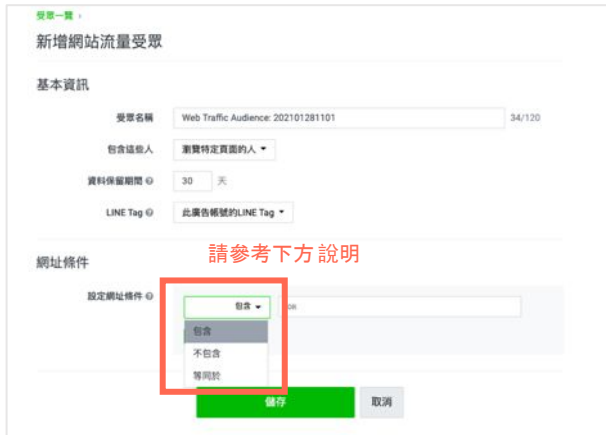 受眾一覽 ›
新增網站流量受眾
基本資訊
受眾名稱 Web Traffic Audience: 202101281101 34/120
包含這些人 瀏覽特定頁面的人
資料保留期間 30 天
LINE Tag 此廣告帳號的LINE Tag
請參考下方說明
網址條件
設定網址條件 包含 OR
包含
不包含
等同於
儲存 取消